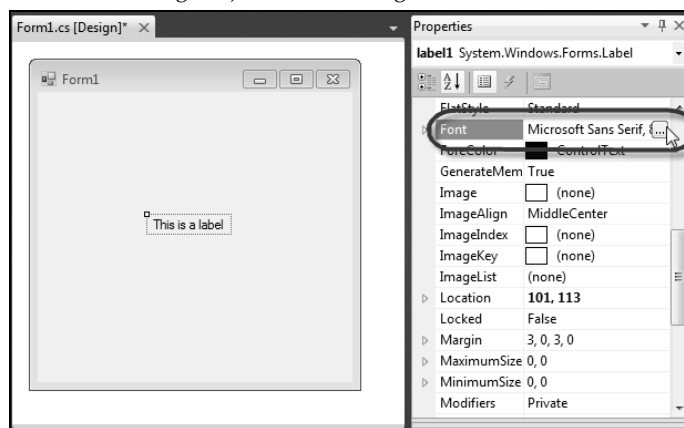 Form1.cs [Design]*
Form1
This is a label
Properties
label1 System.Windows.Forms.Label
FlatStyle Standard
Font Microsoft Sans Serif, 8 ...
ForeColor ControlText
GenerateMem True
Image (none)
ImageAlign MiddleCenter
ImageIndex (none)
ImageKey (none)
ImageList (none)
Location 101, 113
Locked False
Margin 3, 0, 3, 0
MaximumSize 0, 0
MinimumSize 0, 0
Modifiers Private